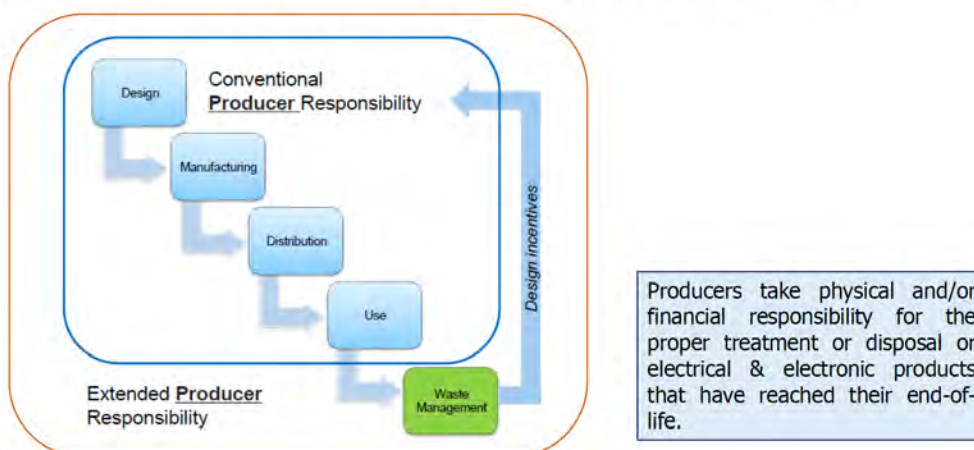 Design
Conventional
Producer Responsibility
Manufacturing
Distribution
Use
Design incentives
Extended Producer
Responsibility
Waste
Management
Producers take physical and/or
financial responsibility for the
proper treatment or disposal or
electrical & electronic products
that have reached their end-of-
life.